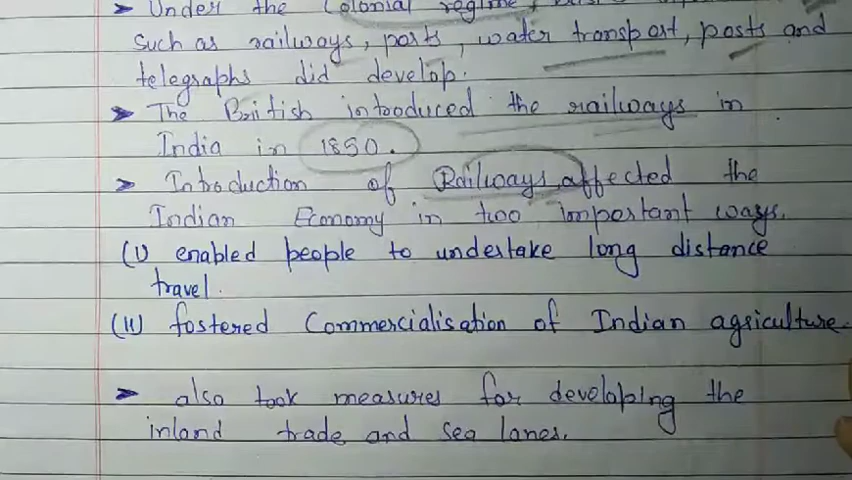 ➤ Under the Colonial regime,
such as railways, ports, water transport, posts and
telegraphs did develop.
➤ The British introduced the railways in
India in 1850.
➤ Introduction of Railways affected the
Indian Economy in two important ways.
(I) enabled people to undertake long distance
travel.
(II) fostered Commercialisation of Indian agriculture.
➤ also took measures for developing the
inland trade and sea lanes.